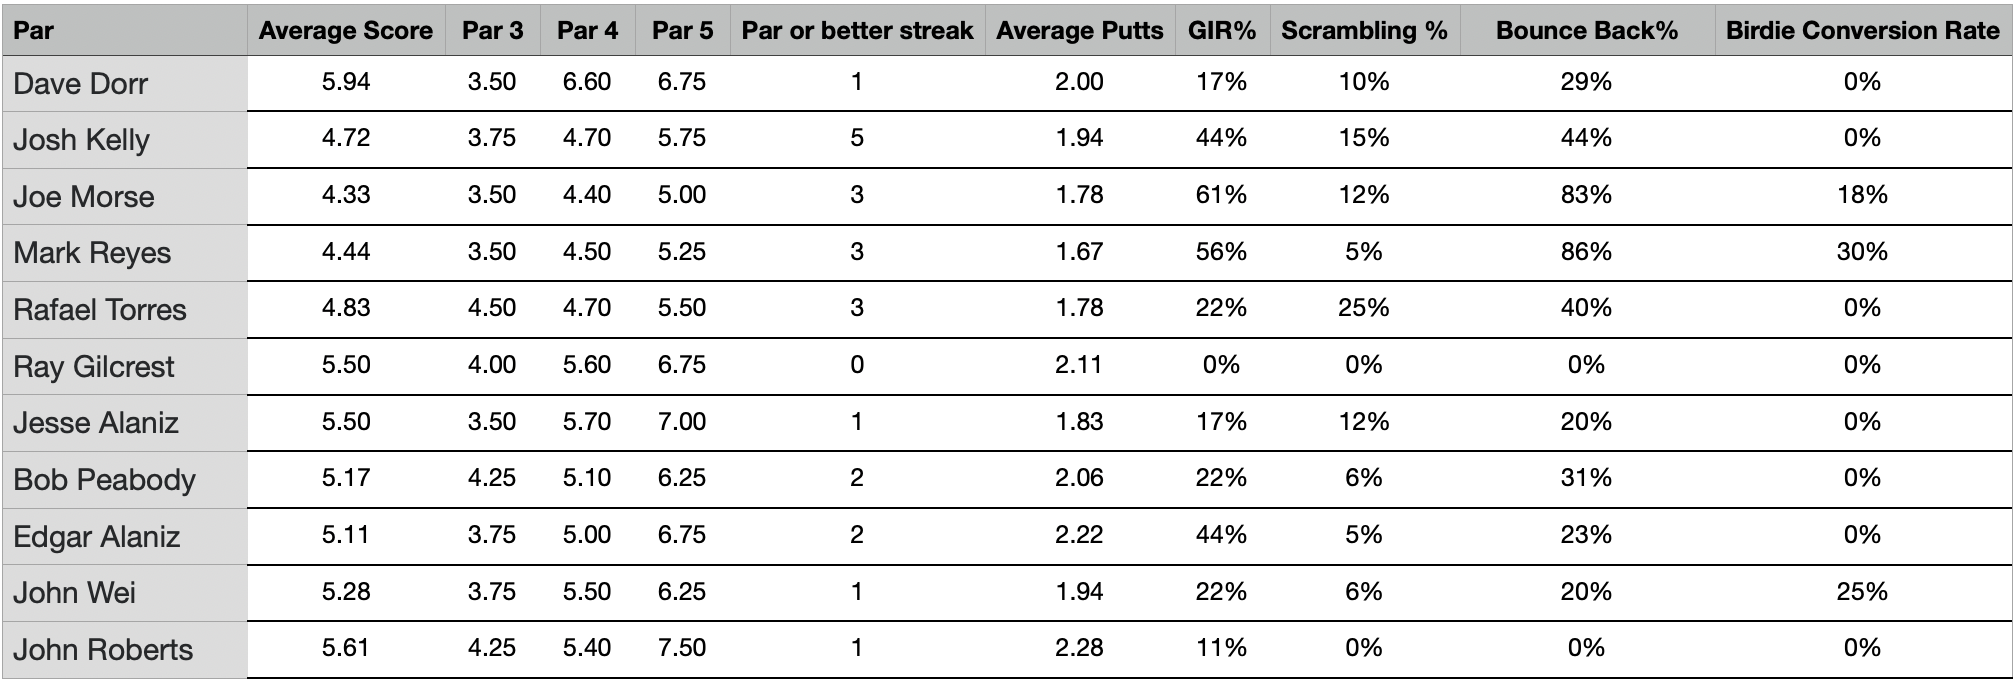 Par Average Score Par 3 Par 4 Par 5 Par or better streak Average Putts GIR% Scrambling % Bounce Back% Birdie Conversion Rate
Dave Dorr 5.94 3.50 6.60 6.75 1 2.00 17% 10% 29% 0%
Josh Kelly 4.72 3.75 4.70 5.75 5 1.94 44% 15% 44% 0%
Joe Morse 4.33 3.50 4.40 5.00 3 1.78 61% 12% 83% 18%
Mark Reyes 4.44 3.50 4.50 5.25 3 1.67 56% 5% 86% 30%
Rafael Torres 4.83 4.50 4.70 5.50 3 1.78 22% 25% 40% 0%
Ray Gilcrest 5.50 4.00 5.60 6.75 0 2.11 0% 0% 0% 0%
Jesse Alaniz 5.50 3.50 5.70 7.00 1 1.83 17% 12% 20% 0%
Bob Peabody 5.17 4.25 5.10 6.25 2 2.06 22% 6% 31% 0%
Edgar Alaniz 5.11 3.75 5.00 6.75 2 2.22 44% 5% 23% 0%
John Wei 5.28 3.75 5.50 6.25 1 1.94 22% 6% 20% 25%
John Roberts 5.61 4.25 5.40 7.50 1 2.28 11% 0% 0% 0%